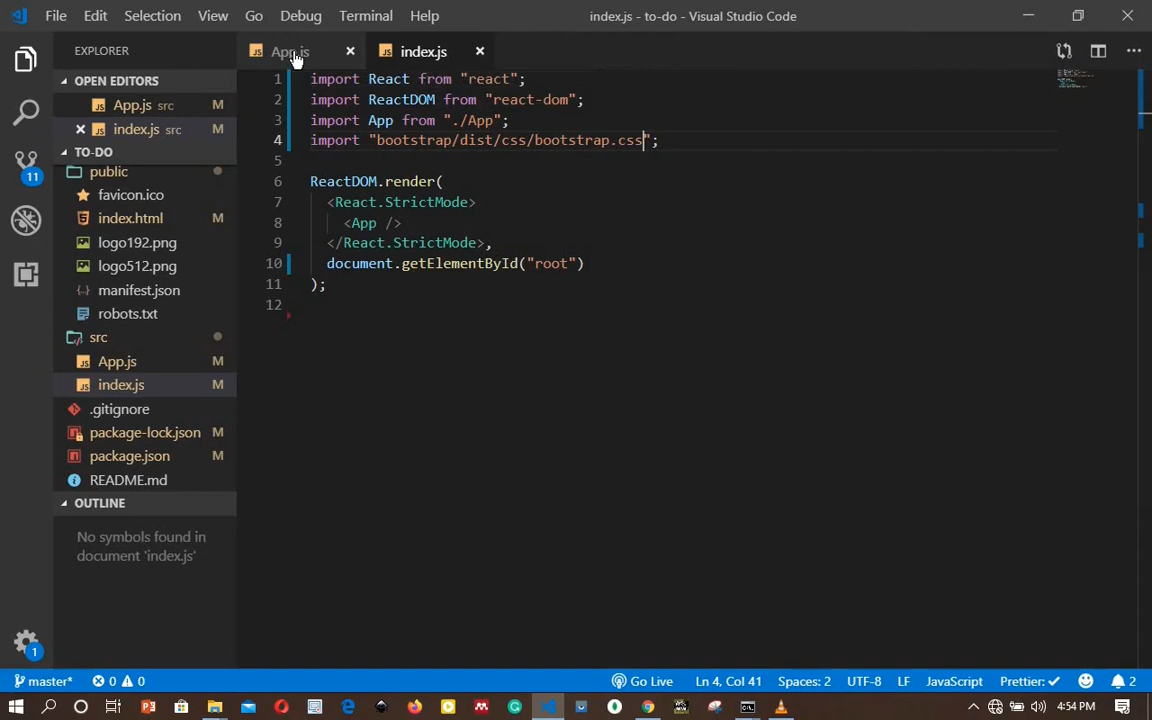 File Edit Selection View Go Debug Terminal Help index.js - to-do - Visual Studio Code
EXPLORER
App.js
index.js
OPEN EDITORS
App.js src M
index.js src M
TO-DO
public
favicon.ico
index.html M
logo192.png
logo512.png
manifest.json
robots.txt
src
App.js M
index.js M
.gitignore
package-lock.json M
package.json M
README.md
OUTLINE
No symbols found in
document 'index.js'
11
1
1 import React from "react";
2 import ReactDOM from "react-dom";
3 import App from "./App";
4 import "bootstrap/dist/css/bootstrap.css";
5
6 ReactDOM.render(
7 <React.StrictMode>
8 <App />
9 </React.StrictMode>,
10 document.getElementById("root")
11 );
12
master* 0 0 Go Live Ln 4, Col 41 Spaces: 2 UTF-8 LF JavaScript Prettier: ✓ 2
4:54 PM